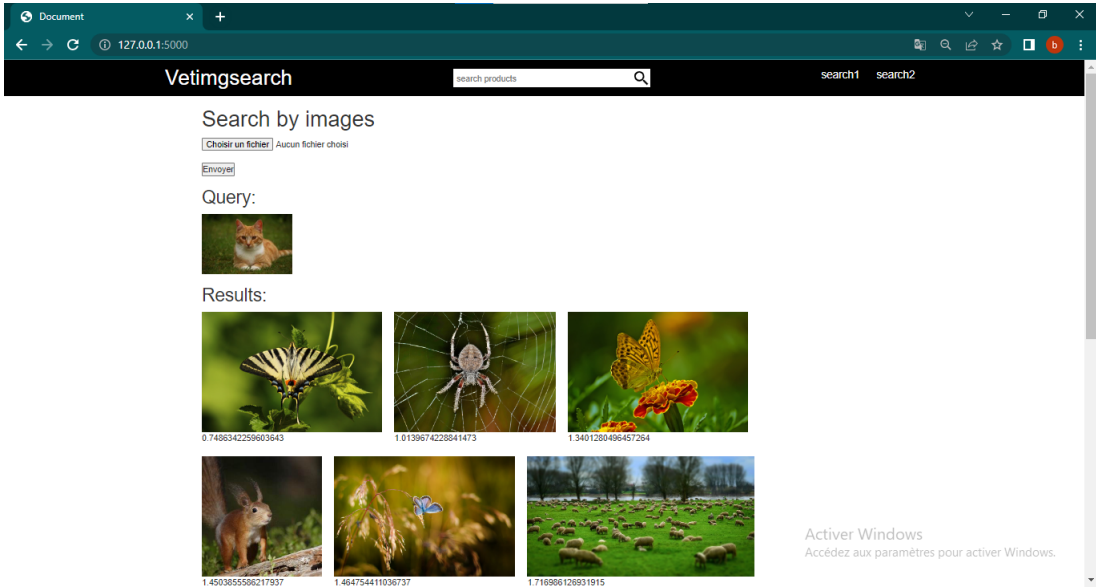 Document
127.0.0.1:5000
b
Vetimgsearch
search products
search1 search2
Search by images
Choisir un fichier Aucun fichier choisi
Envoyer
Query:
Results:
0.7486342259603643
1.0139674228841473
1.3401280496457264
1.4503855586217937
1.464754411036737
1.716986126931915
Activer Windows
Accédez aux paramètres pour activer Windows.